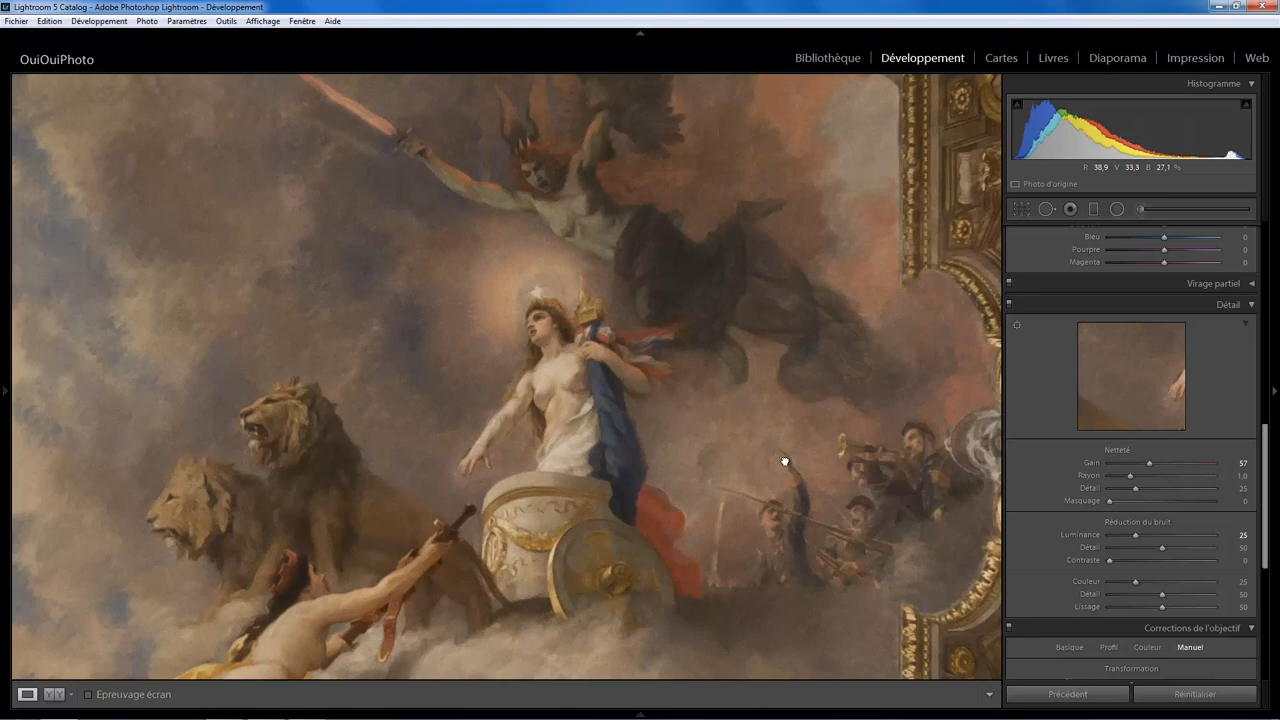 Lightroom 5 Catalog - Adobe Photoshop Lightroom - Développement
Fichier Edition Développement Photo Paramètres Outils Affichage Fenêtre Aide
OuiOuiPhoto
Bibliothèque Développement Cartes Livres Diaporama Impression Web
Histogramme
R 38,9 V 33,3 B 27,1 %
Photo d'origine
Bleu 0
Pourpre 0
Magenta 0
Virage partiel
Détail
Netteté
Gain 57
Rayon 1,0
Détail 25
Masquage 0
Réduction du bruit
Luminance 25
Détail 50
Contraste 0
Couleur 25
Détail 50
Lissage 50
Corrections de l'objectif
Basique Profil Couleur Manuel
Transformation
Y Y Epreuvage écran
Précédent Réinitialiser